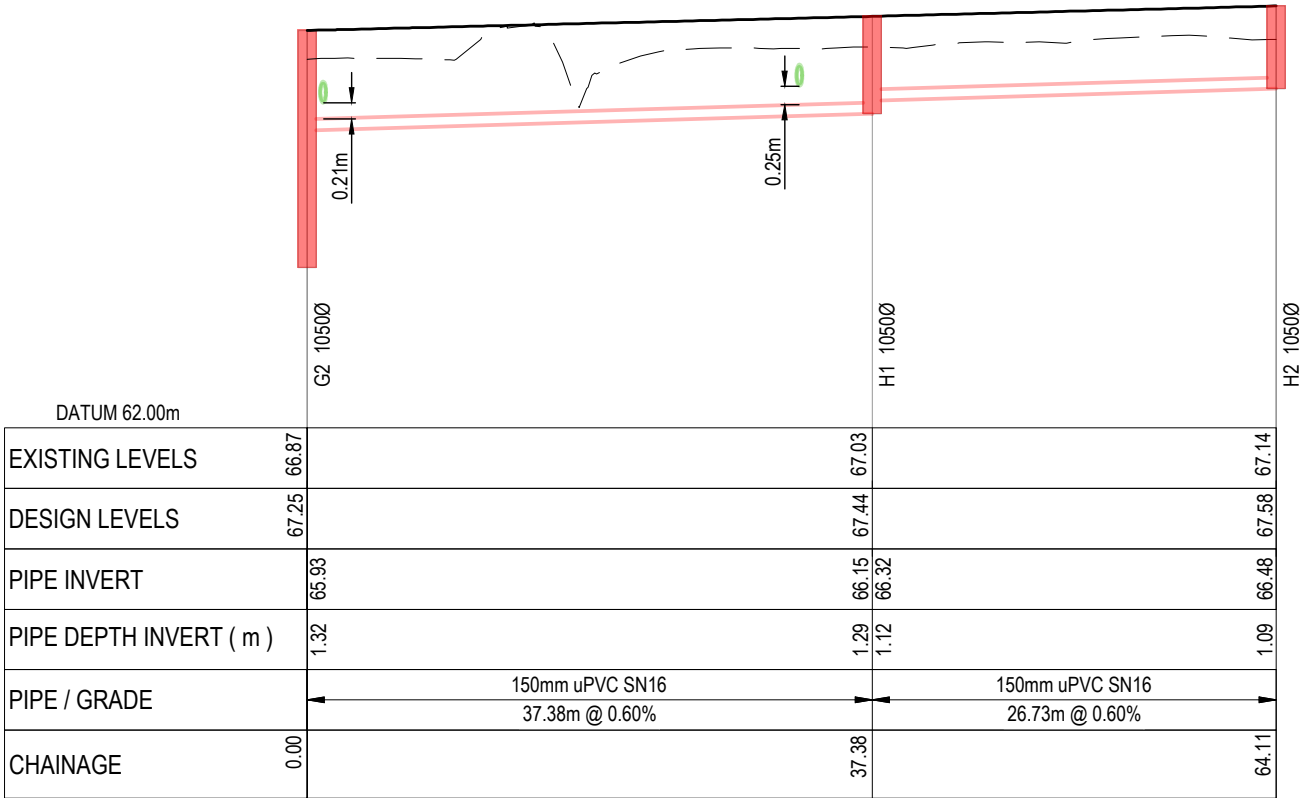 0.21m
0.25m
G2 1050Ø
H1 1050Ø
H2 1050Ø
DATUM 62.00m
EXISTING LEVELS 66.87 67.03 67.14
DESIGN LEVELS 67.25 67.44 67.58
PIPE INVERT 65.93 66.15 66.32 66.48
PIPE DEPTH INVERT ( m ) 1.32 1.29 1.12 1.09
PIPE / GRADE
150mm uPVC SN16
37.38m @ 0.60%
150mm uPVC SN16
26.73m @ 0.60%
CHAINAGE 0.00 37.38 64.11